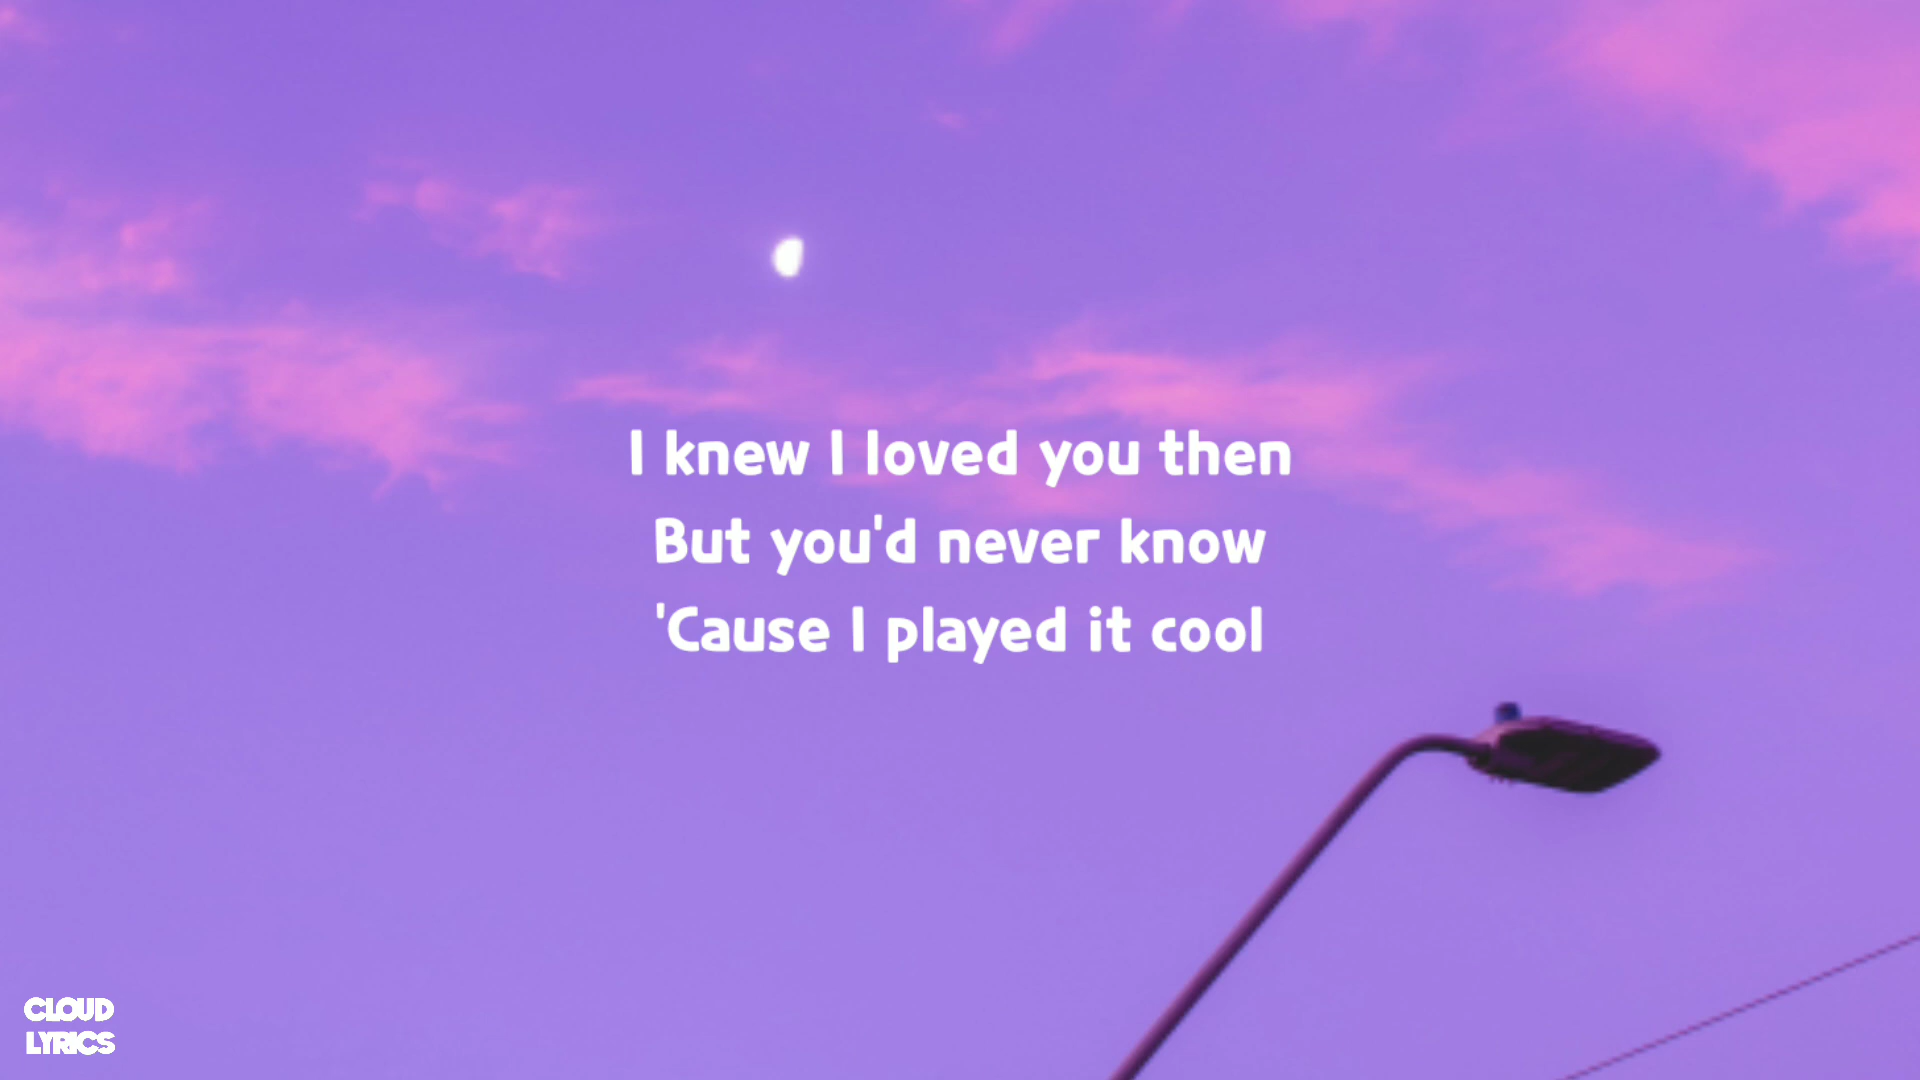 I knew I loved you then
But you'd never know
'Cause I played it cool
CLOUD
LYRICS